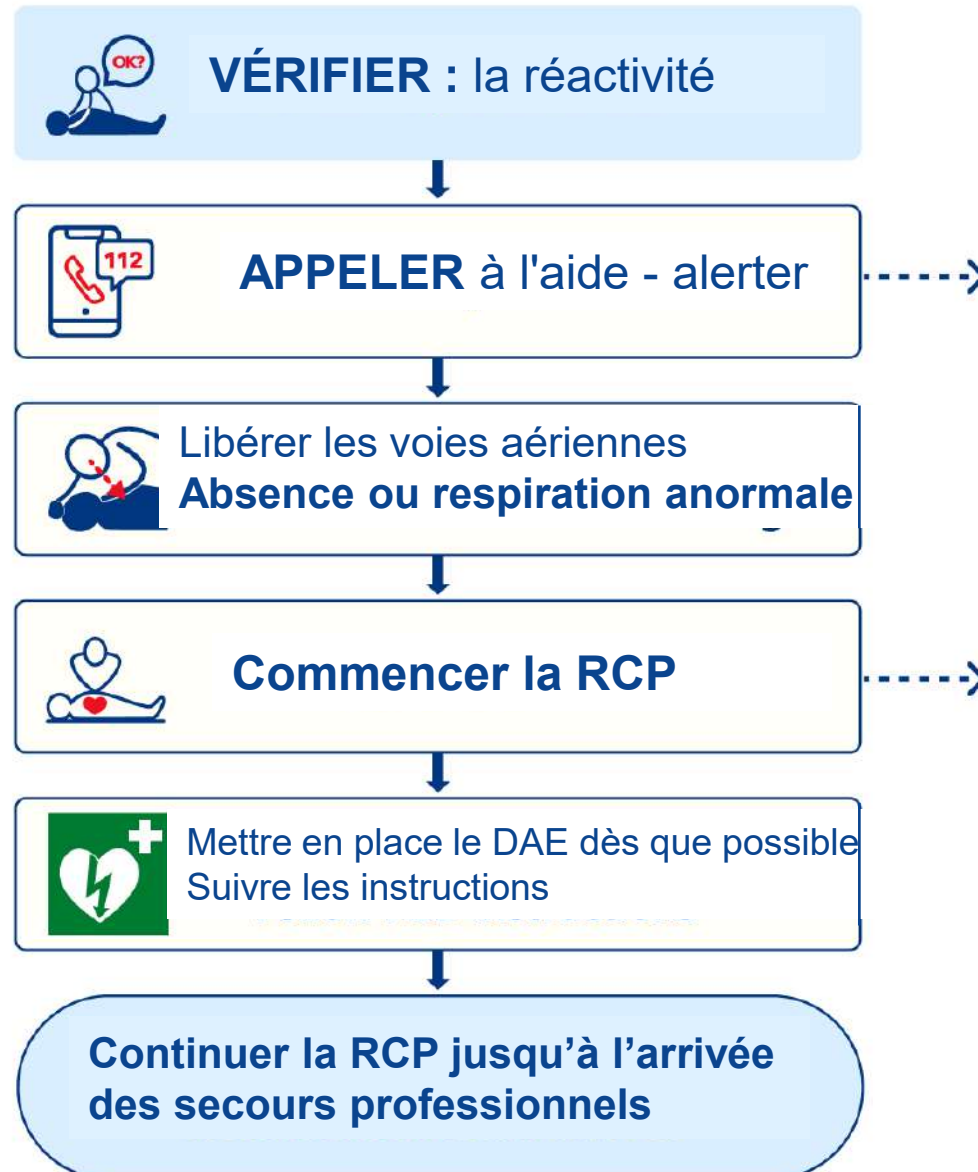 OK?
VÉRIFIER : la réactivité
112
APPELER à l'aide - alerter
Libérer les voies aériennes
Absence ou respiration anormale
Commencer la RCP
Mettre en place le DAE dès que possible
Suivre les instructions
Continuer la RCP jusqu’à l’arrivée
des secours professionnels